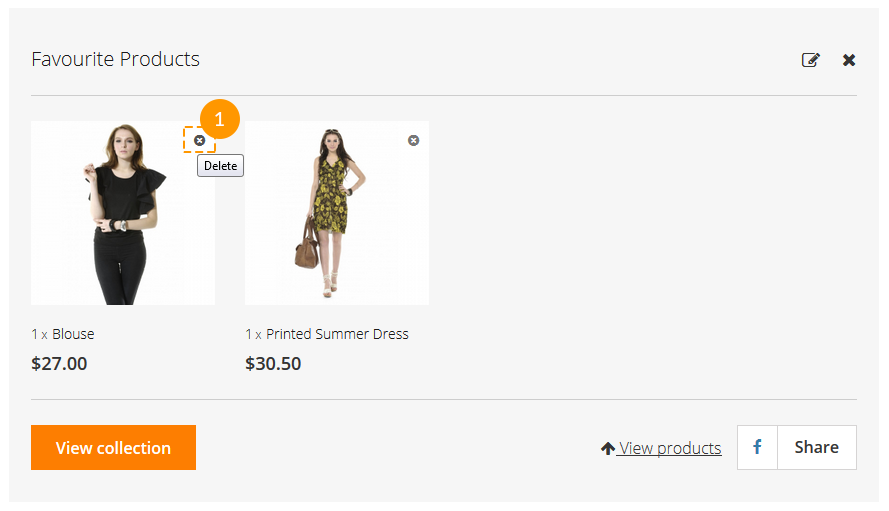 Favourite Products
1
Delete
1 x Blouse
$27.00
1 x Printed Summer Dress
$30.50
View collection
View products
f Share